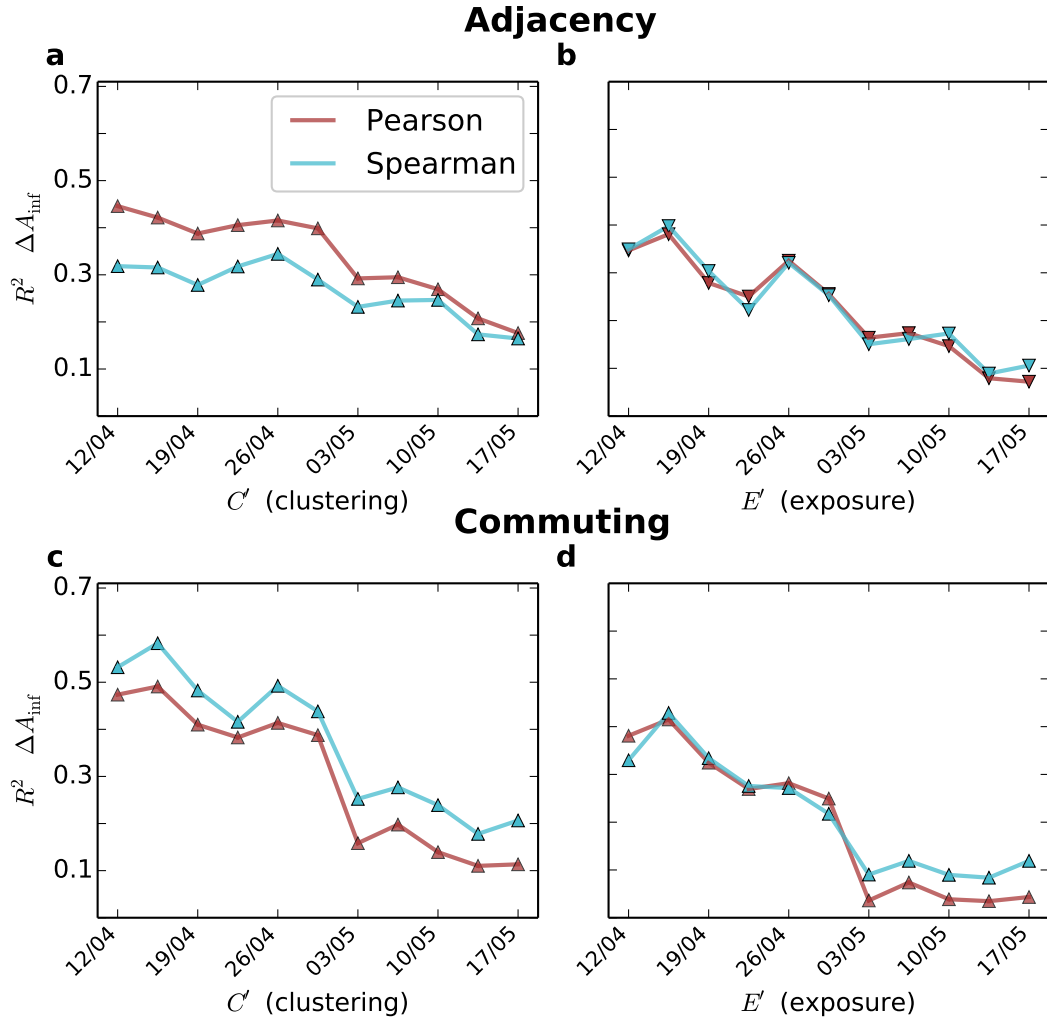 Adjacency
a
b
0.7
0.5
0.3
0.1
R² ΔA_inf
Pearson
Spearman
12/04
19/04
26/04
03/05
10/05
17/05
C′ (clustering)
12/04
19/04
26/04
03/05
10/05
17/05
E′ (exposure)
Commuting
c
d
0.7
0.5
0.3
0.1
R² ΔA_inf
12/04
19/04
26/04
03/05
10/05
17/05
C′ (clustering)
12/04
19/04
26/04
03/05
10/05
17/05
E′ (exposure)